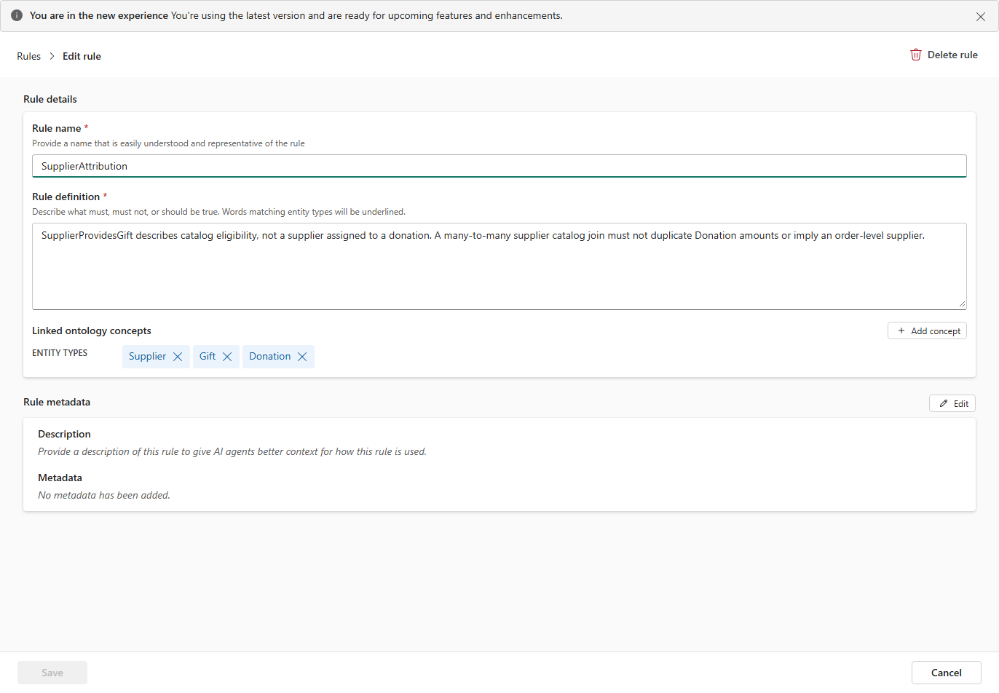 You are in the new experience You're using the latest version and are ready for upcoming features and enhancements.
Rules > Edit rule
Delete rule
Rule details
Rule name *
Provide a name that is easily understood and representative of the rule
SupplierAttribution
Rule definition *
Describe what must, must not, or should be true. Words matching entity types will be underlined.
SupplierProvidesGift describes catalog eligibility, not a supplier assigned to a donation. A many-to-many supplier catalog join must not duplicate Donation amounts or imply an order-level supplier.
Linked ontology concepts
+ Add concept
ENTITY TYPES
Supplier
Gift
Donation
Rule metadata
Edit
Description
Provide a description of this rule to give AI agents better context for how this rule is used.
Metadata
No metadata has been added.
Save
Cancel